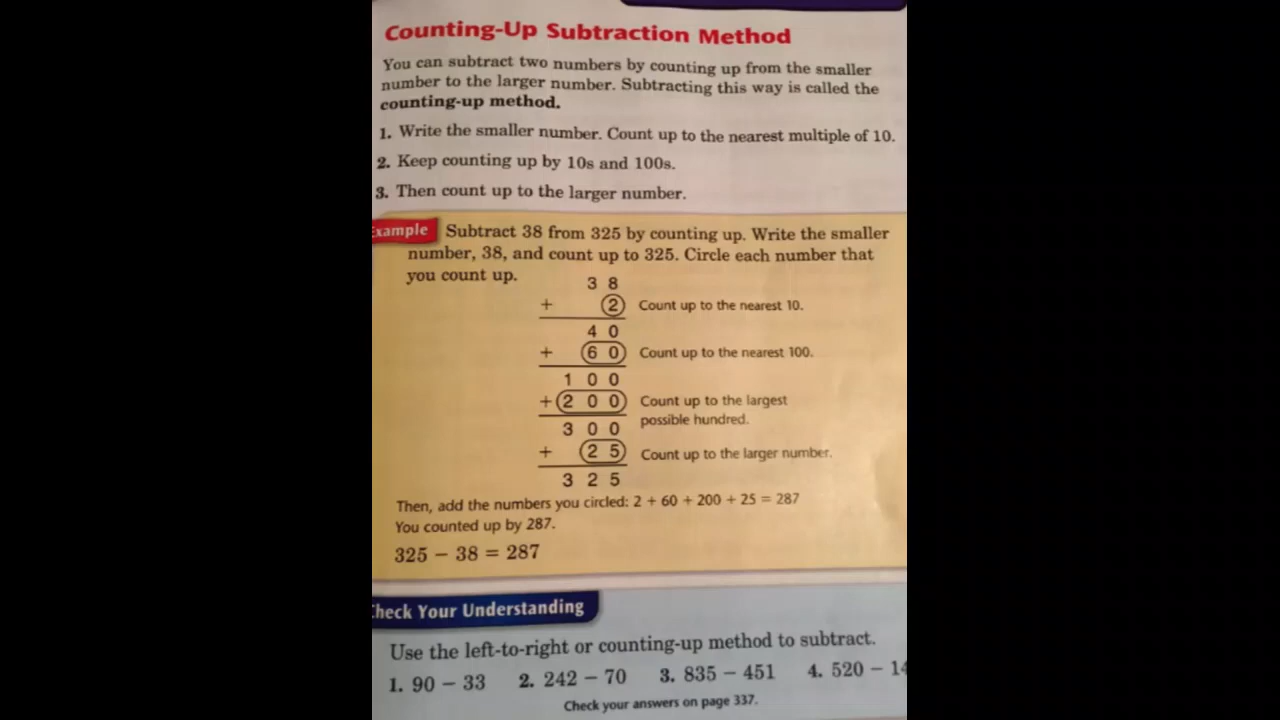 Counting-Up Subtraction Method
You can subtract two numbers by counting up from the smaller
number to the larger number. Subtracting this way is called the
counting-up method.
1. Write the smaller number. Count up to the nearest multiple of 10.
2. Keep counting up by 10s and 100s.
3. Then count up to the larger number.
Example Subtract 38 from 325 by counting up. Write the smaller
number, 38, and count up to 325. Circle each number that
you count up.
3 8
+ 2 Count up to the nearest 10.
4 0
+ 6 0 Count up to the nearest 100.
1 0 0
+ 2 0 0 Count up to the largest
possible hundred.
3 0 0
+ 2 5 Count up to the larger number.
3 2 5
Then, add the numbers you circled: 2 + 60 + 200 + 25 = 287
You counted up by 287.
325 − 38 = 287
Check Your Understanding
Use the left-to-right or counting-up method to subtract.
1. 90 − 33 2. 242 − 70 3. 835 − 451 4. 520 −
Check your answers on page 337.